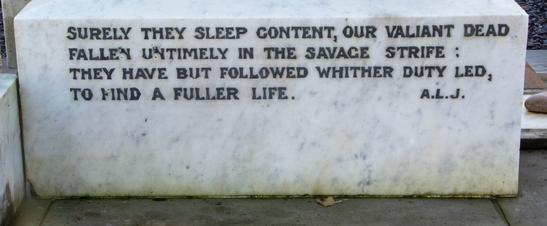 SURELY THEY SLEEP CONTENT, OUR VALIANT DEAD
FALLEN UNTIMELY IN THE SAVAGE STRIFE :
THEY HAVE BUT FOLLOWED WHITHER DUTY LED,
TO FIND A FULLER LIFE. A.L.J.